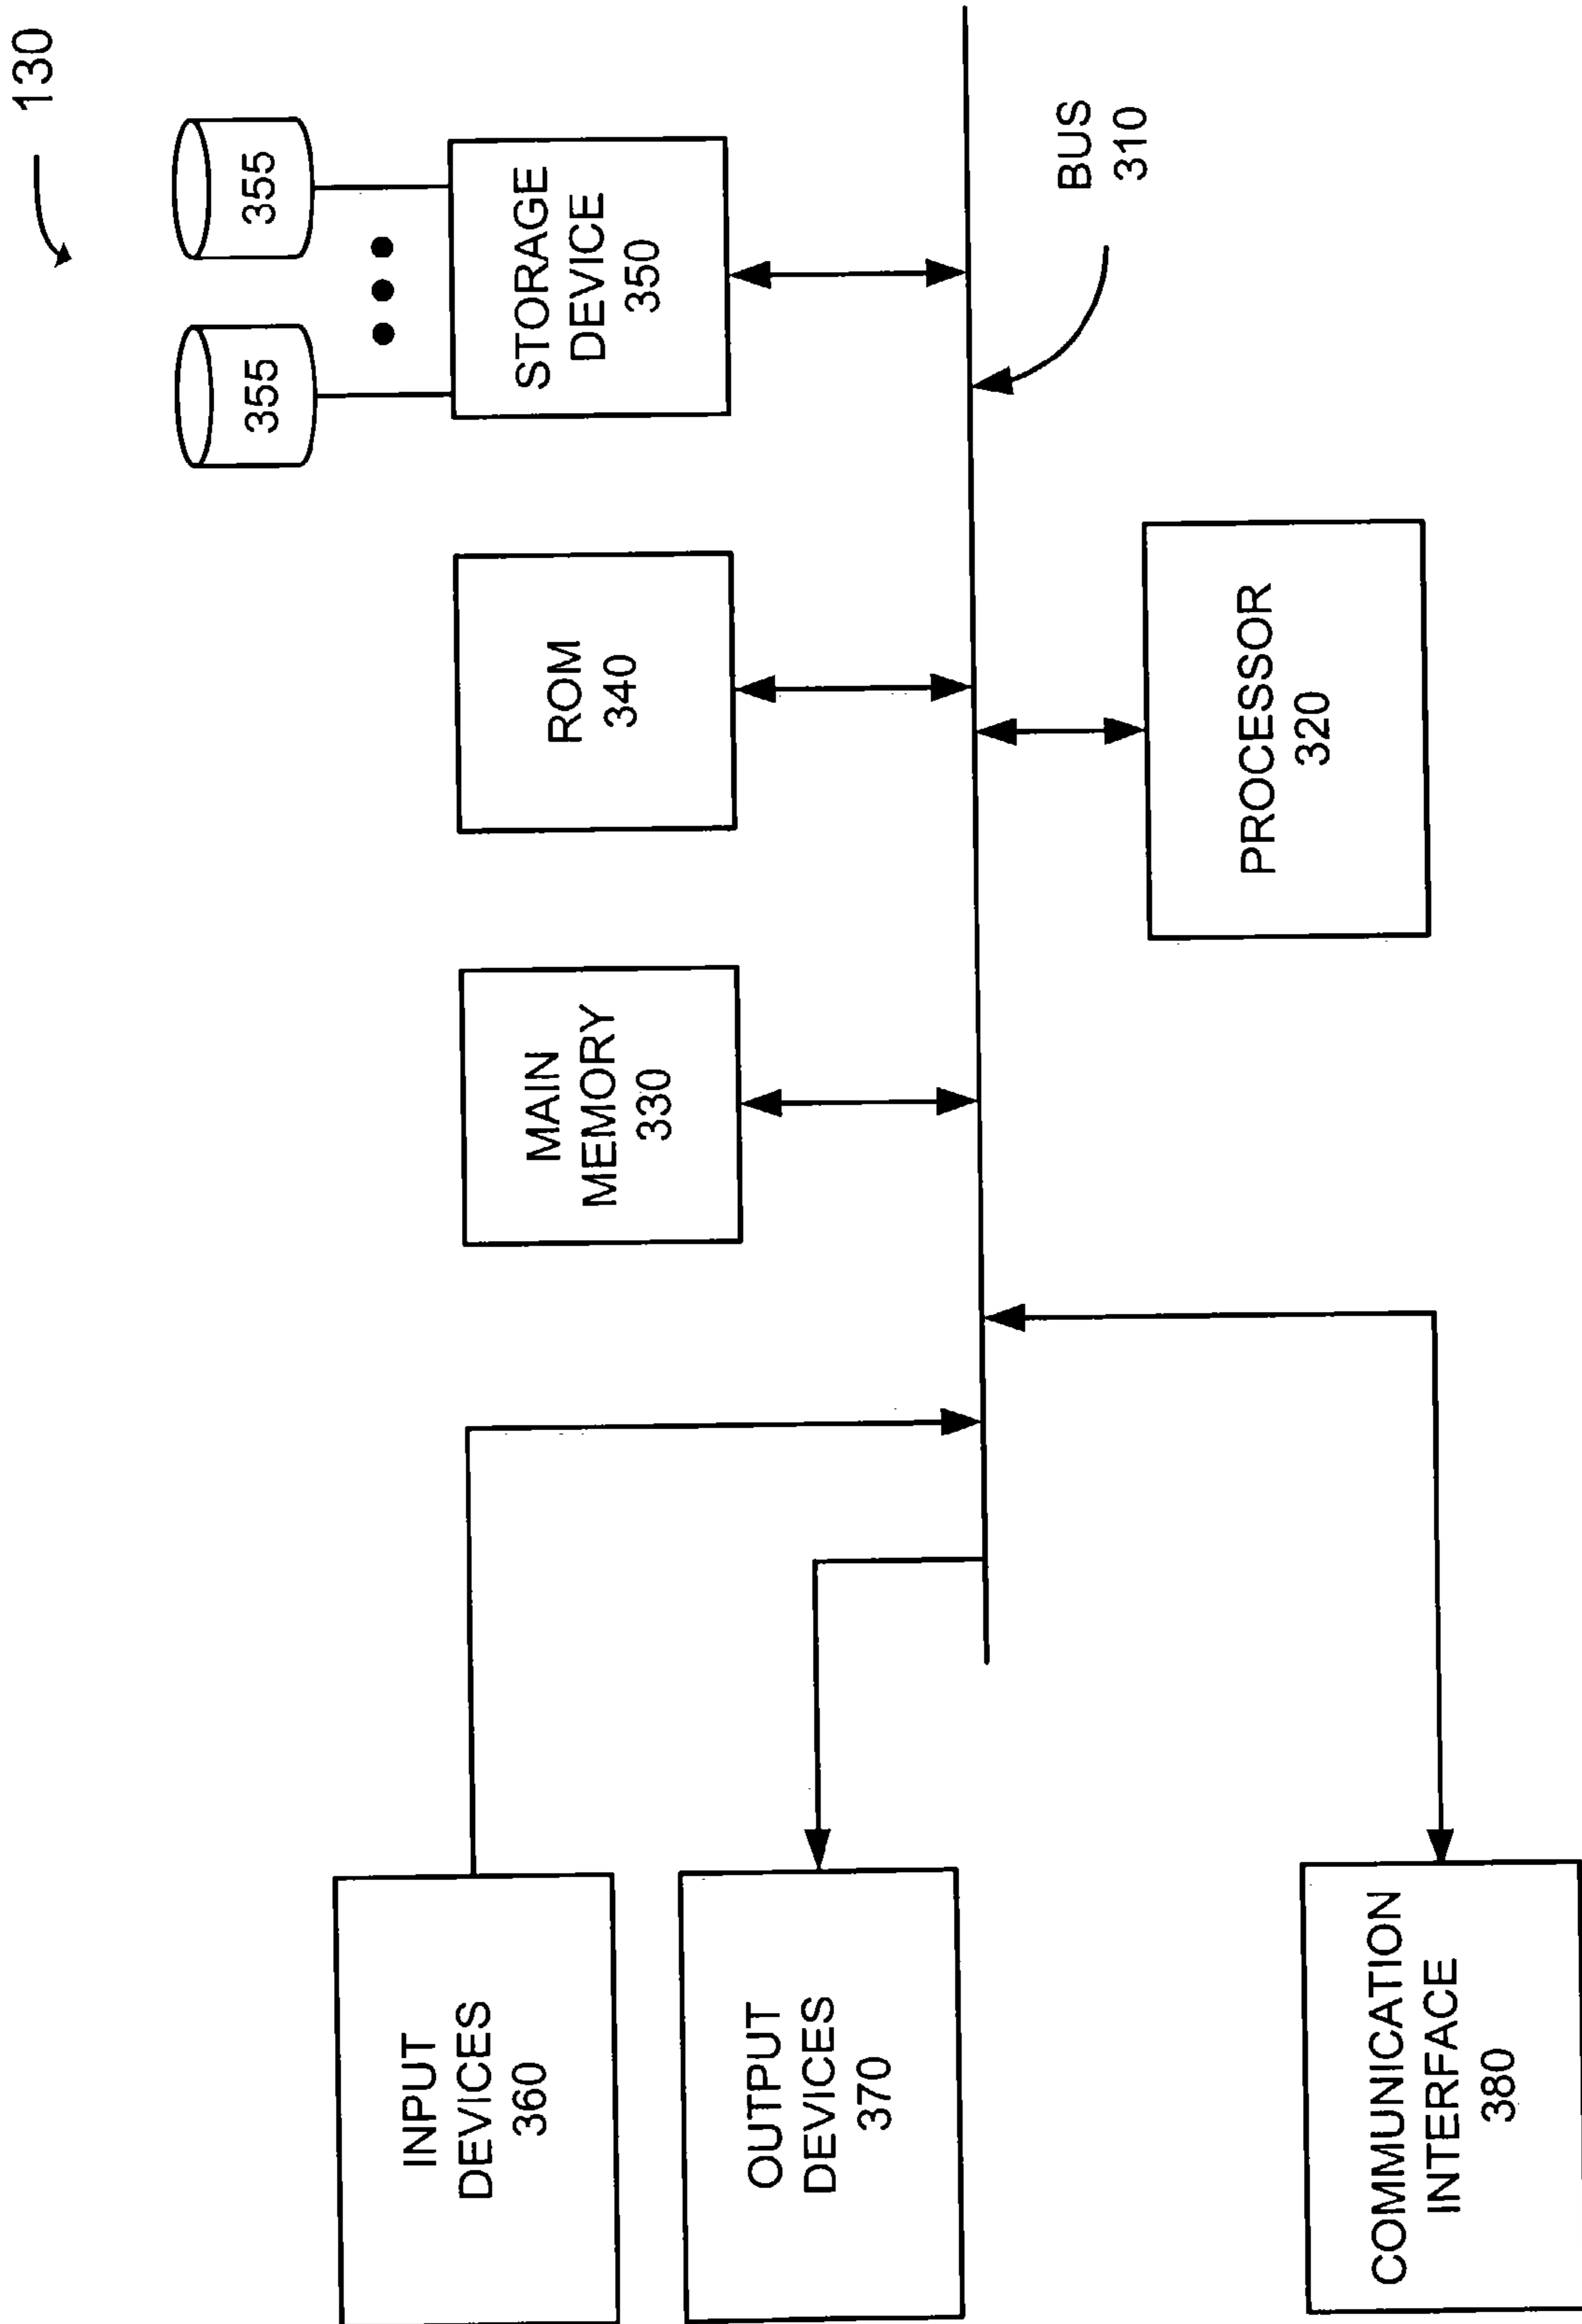 130
355
355
STORAGE
DEVICE
350
ROM
340
MAIN
MEMORY
330
BUS
310
PROCESSOR
320
INPUT
DEVICES
360
OUTPUT
DEVICES
370
COMMUNICATION
INTERFACE
380